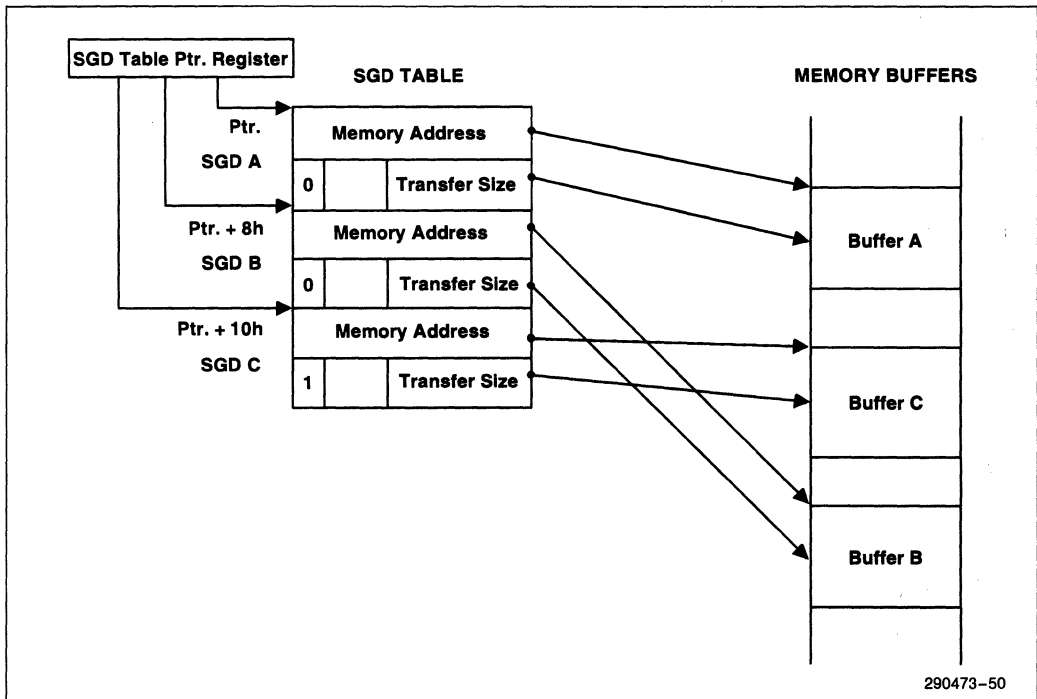 SGD Table Ptr. Register
SGD TABLE
MEMORY BUFFERS
Ptr.
SGD A
Memory Address
0 Transfer Size
Ptr. + 8h
SGD B
Memory Address
0 Transfer Size
Ptr. + 10h
SGD C
Memory Address
1 Transfer Size
Buffer A
Buffer C
Buffer B
290473-50